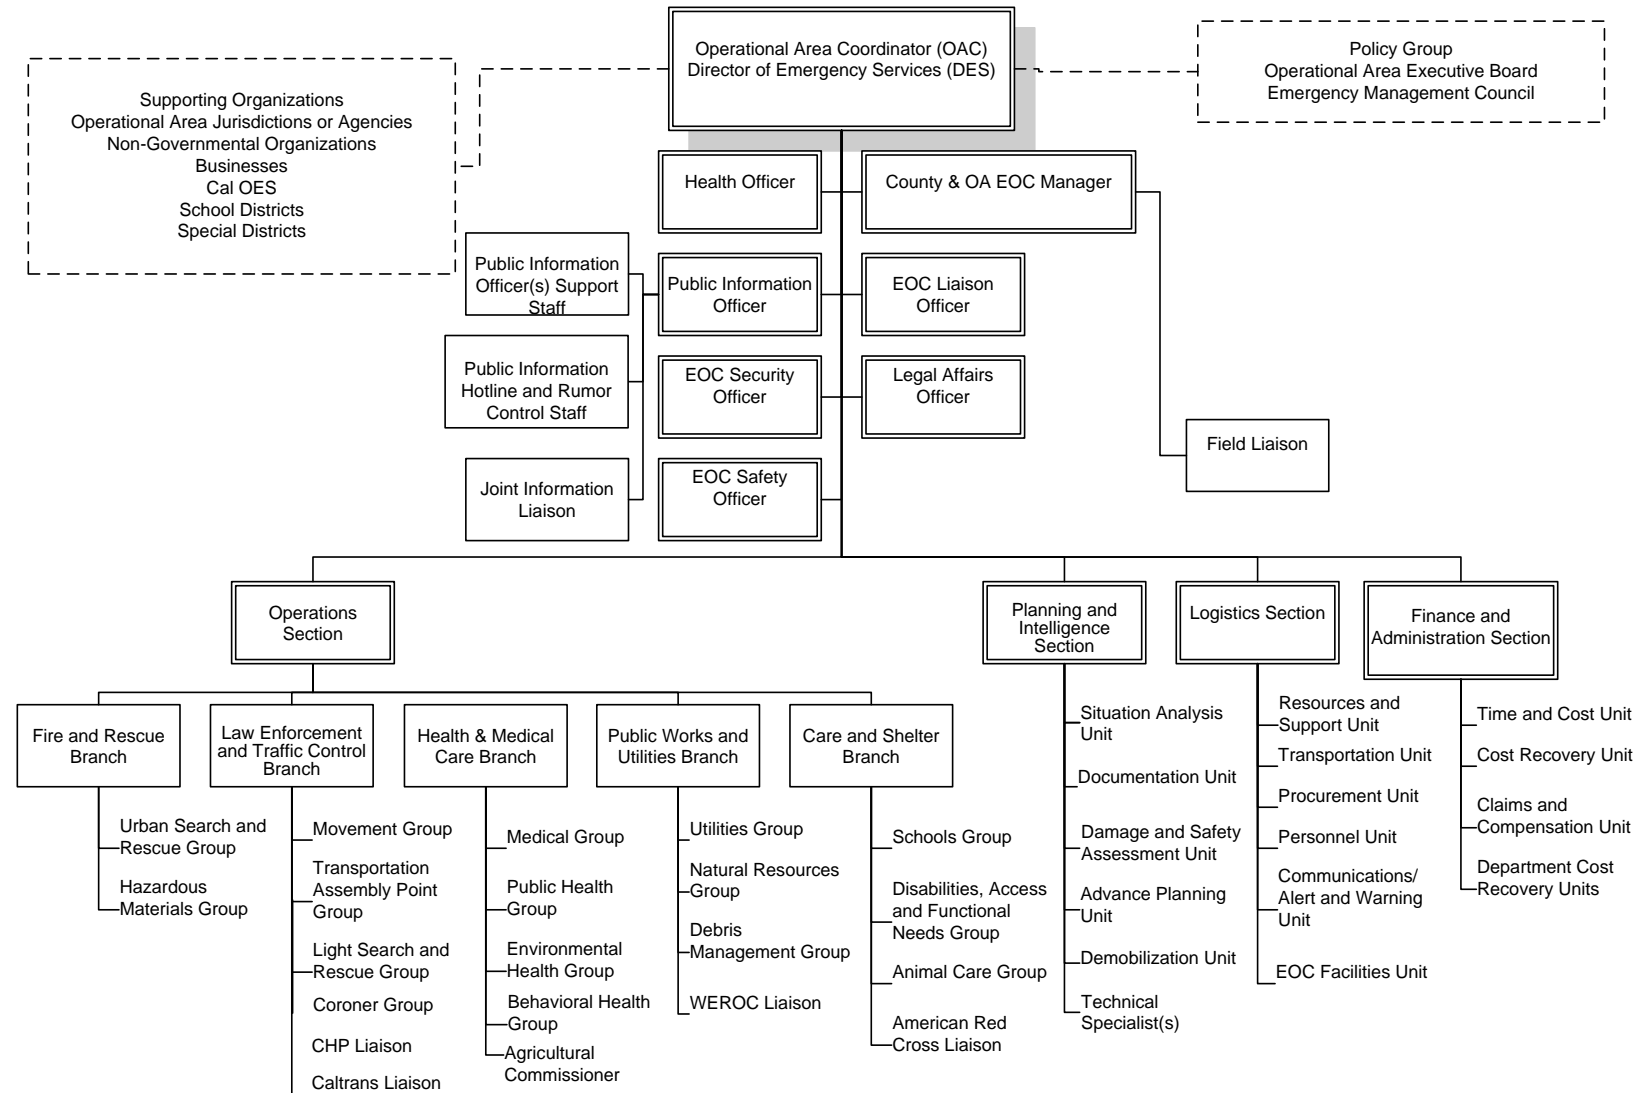 Operational Area Coordinator (OAC)
Director of Emergency Services (DES)
Policy Group
Operational Area Executive Board
Emergency Management Council
Supporting Organizations
Operational Area Jurisdictions or Agencies
Non-Governmental Organizations
Businesses
Cal OES
School Districts
Special Districts
Health Officer
County & OA EOC Manager
Public Information
Officer(s) Support
Staff
Public Information
Officer
EOC Liaison
Officer
Public Information
Hotline and Rumor
Control Staff
EOC Security
Officer
Legal Affairs
Officer
Field Liaison
Joint Information
Liaison
EOC Safety
Officer
Operations
Section
Planning and
Intelligence
Section
Logistics Section
Finance and
Administration Section
Fire and Rescue
Branch
Urban Search and
Rescue Group
Hazardous
Materials Group
Law Enforcement
and Traffic Control
Branch
Movement Group
Transportation
Assembly Point
Group
Light Search and
Rescue Group
Coroner Group
CHP Liaison
Caltrans Liaison
Health & Medical
Care Branch
Medical Group
Public Health
Group
Environmental
Health Group
Behavioral Health
Group
Agricultural
Commissioner
Public Works and
Utilities Branch
Utilities Group
Natural Resources
Group
Debris
Management Group
WEROC Liaison
Care and Shelter
Branch
Schools Group
Disabilities, Access
and Functional
Needs Group
Animal Care Group
American Red
Cross Liaison
Situation Analysis
Unit
Documentation Unit
Damage and Safety
Assessment Unit
Advance Planning
Unit
Demobilization Unit
Technical
Specialist(s)
Resources and
Support Unit
Transportation Unit
Procurement Unit
Personnel Unit
Communications/
Alert and Warning
Unit
EOC Facilities Unit
Time and Cost Unit
Cost Recovery Unit
Claims and
Compensation Unit
Department Cost
Recovery Units